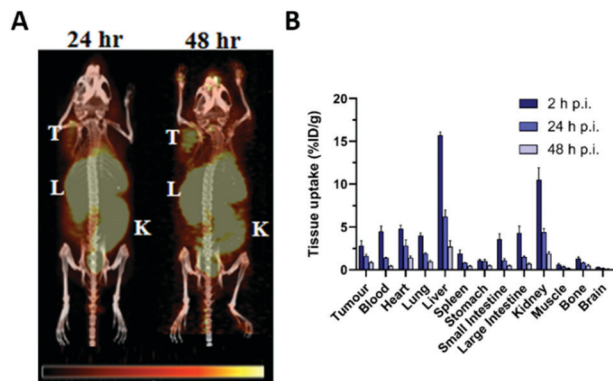 A
24 hr 48 hr
T T
L L
K K
B
Tissue uptake (%ID/g)
20
15
10
5
0
2 h p.i.
24 h p.i.
48 h p.i.
Tumour
Blood
Heart
Lung
Liver
Spleen
Stomach
Small Intestine
Large Intestine
Kidney
Muscle
Bone
Brain